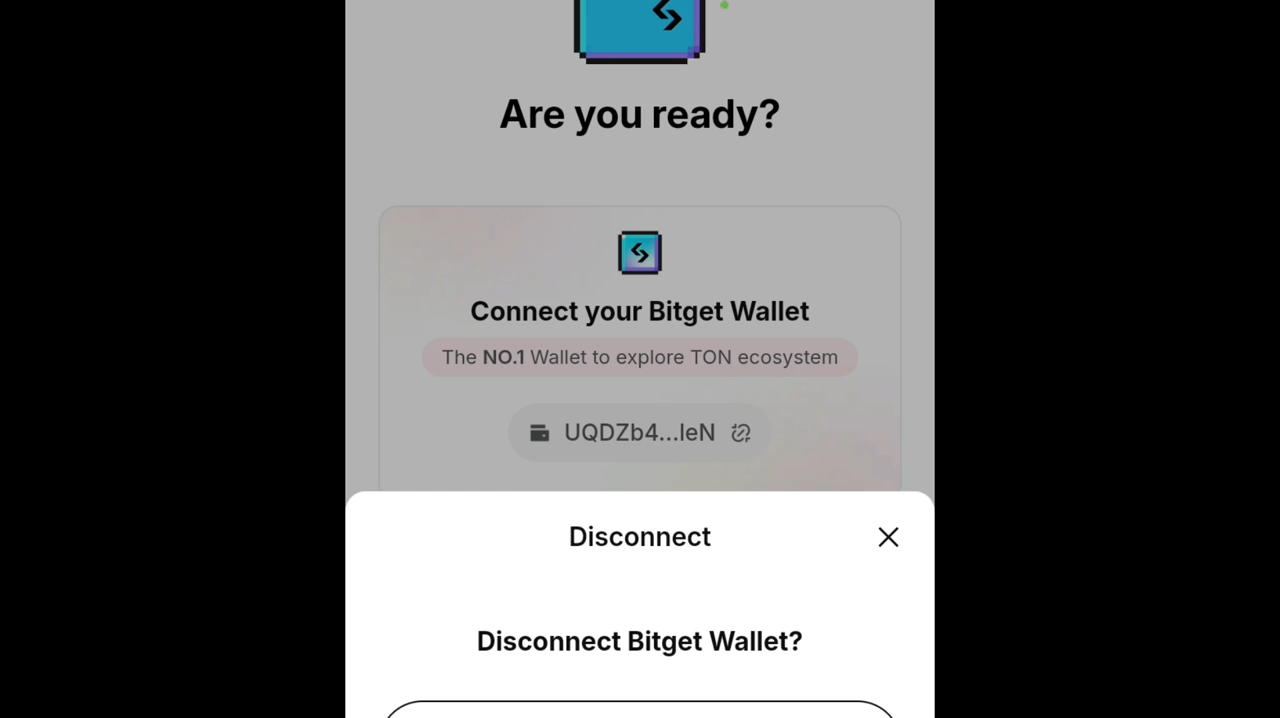 Are you ready?
Connect your Bitget Wallet
The NO.1 Wallet to explore TON ecosystem
UQDZb4...leN
Disconnect
Disconnect Bitget Wallet?